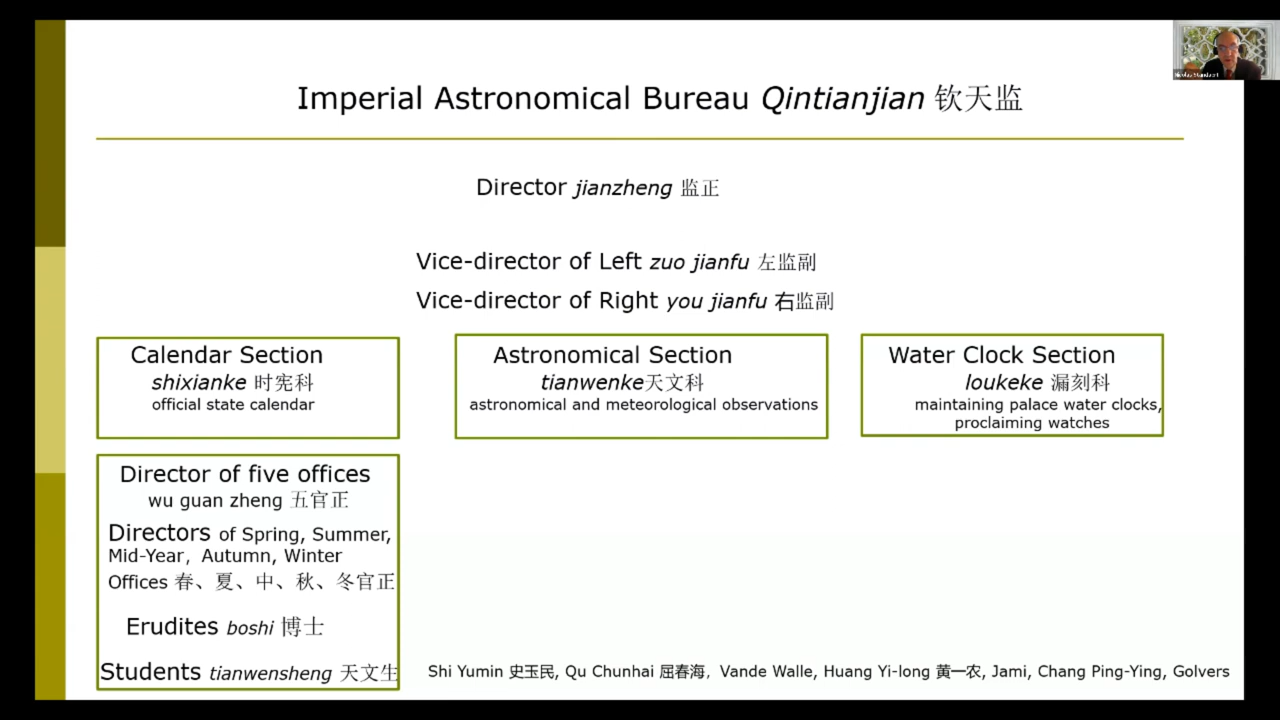 Nicolas Standaert
Imperial Astronomical Bureau Qintianjian 钦天监
Director jianzheng 监正
Vice-director of Left zuo jianfu 左监副
Vice-director of Right you jianfu 右监副
Calendar Section
shixianke 时宪科
official state calendar
Astronomical Section
tianwenke天文科
astronomical and meteorological observations
Water Clock Section
loukeke 漏刻科
maintaining palace water clocks,
proclaiming watches
Director of five offices
wu guan zheng 五官正
Directors of Spring, Summer,
Mid-Year, Autumn, Winter
Offices 春、夏、中、秋、冬官正
Erudites boshi 博士
Students tianwensheng 天文生
Shi Yumin 史玉民, Qu Chunhai 屈春海, Vande Walle, Huang Yi-long 黄一农, Jami, Chang Ping-Ying, Golvers